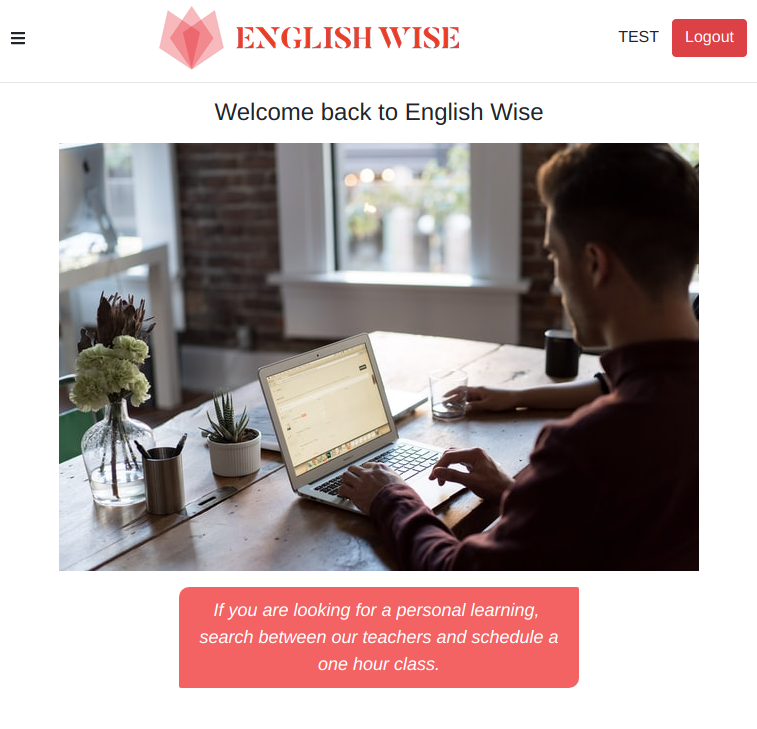 ENGLISH WISE
TEST
Logout
Welcome back to English Wise
If you are looking for a personal learning,
search between our teachers and schedule a
one hour class.